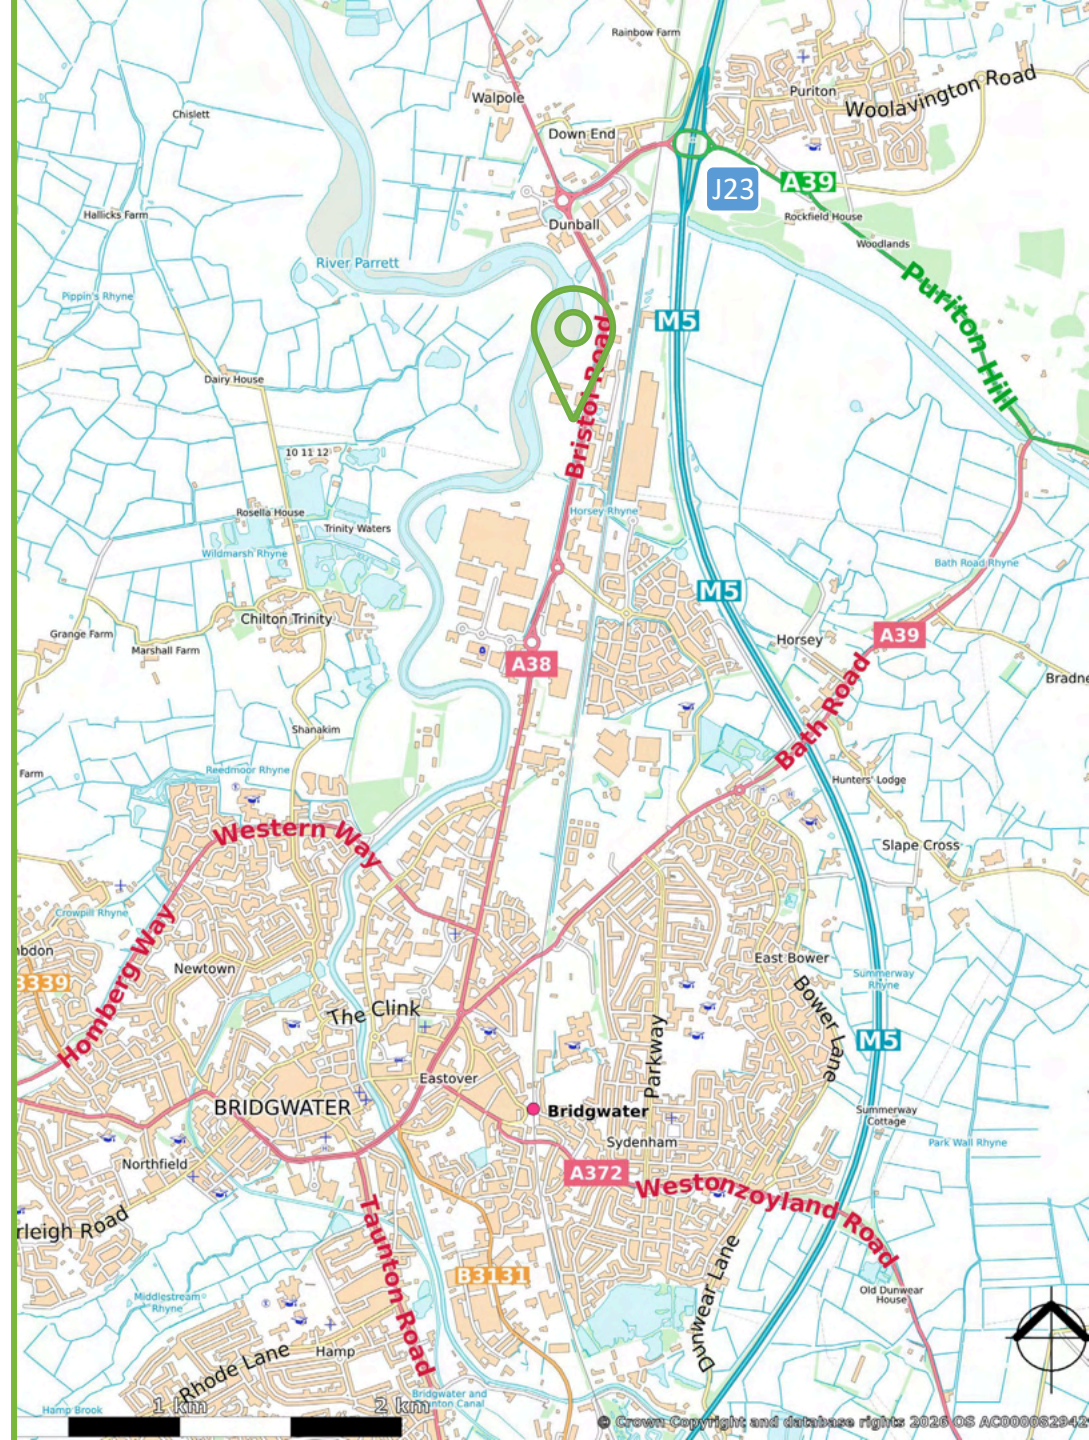 Rainbow Farm
Walpole
Puriton
Woolavington Road
Chislett
Down End
J23
A39
Hallicks Farm
Rockfield House
Dunball
Woodlands
River Parrett
Puriton Hill
Pippin's Rhyne
M5
Bristol Road
Dairy House
10 11 12
Rosella House
Horsey Rhyne
Trinity Waters
Wildmarsh Rhyne
Bath Road Rhyne
M5
Chilton Trinity
Grange Farm
Horsey
A39
Marshall Farm
A38
Bath Road
Shanakim
Reedmoor Rhyne
Farm
Hunters' Lodge
Western Way
Slape Cross
Crowpill Rhyne
Homberg Way
East Bower
Newtown
Summerway
Rhyne
The Clink
Bower Lane
M5
Parkway
Eastover
BRIDGWATER
Bridgwater
Summerway
Cottage
Sydenham
Park Wall Rhyne
Northfield
A372
Westonzoyland Road
rleigh Road
Taunton Road
B3131
Dunwear Lane
Old Dunwear
House
Middlestream
Rhyne
Hamp
Rhode Lane
Bridgwater and
Hamp Brook
1 km
2 km
© Crown Copyright and database rights 2026 OS